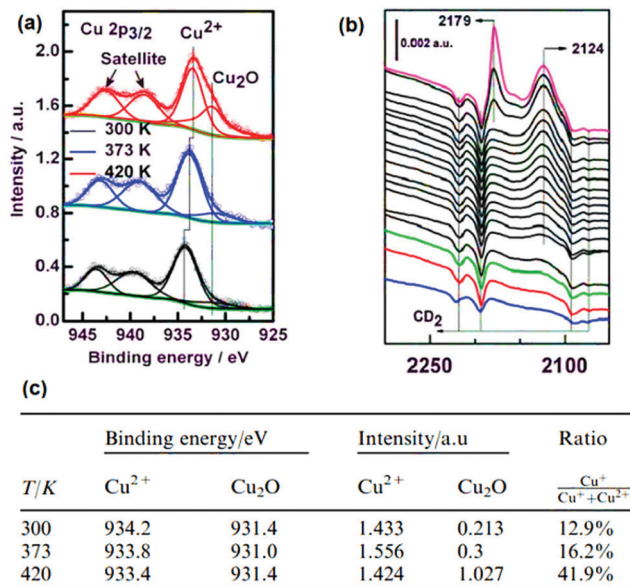 (a)
Cu 2p3/2
Cu2+
Satellite
Cu2O
300 K
373 K
420 K
Intensity / a.u.
2.0
1.6
1.2
0.8
0.4
0.0
945 940 935 930 925
Binding energy / eV
(b)
2179
2124
0.002 a.u.
CD2
2250 2100
(c)
Binding energy/eV Intensity/a.u Ratio
T/K Cu2+ Cu2O Cu2+ Cu2O Cu+/Cu++Cu2+
300 934.2 931.4 1.433 0.213 12.9%
373 933.8 931.0 1.556 0.3 16.2%
420 933.4 931.4 1.424 1.027 41.9%